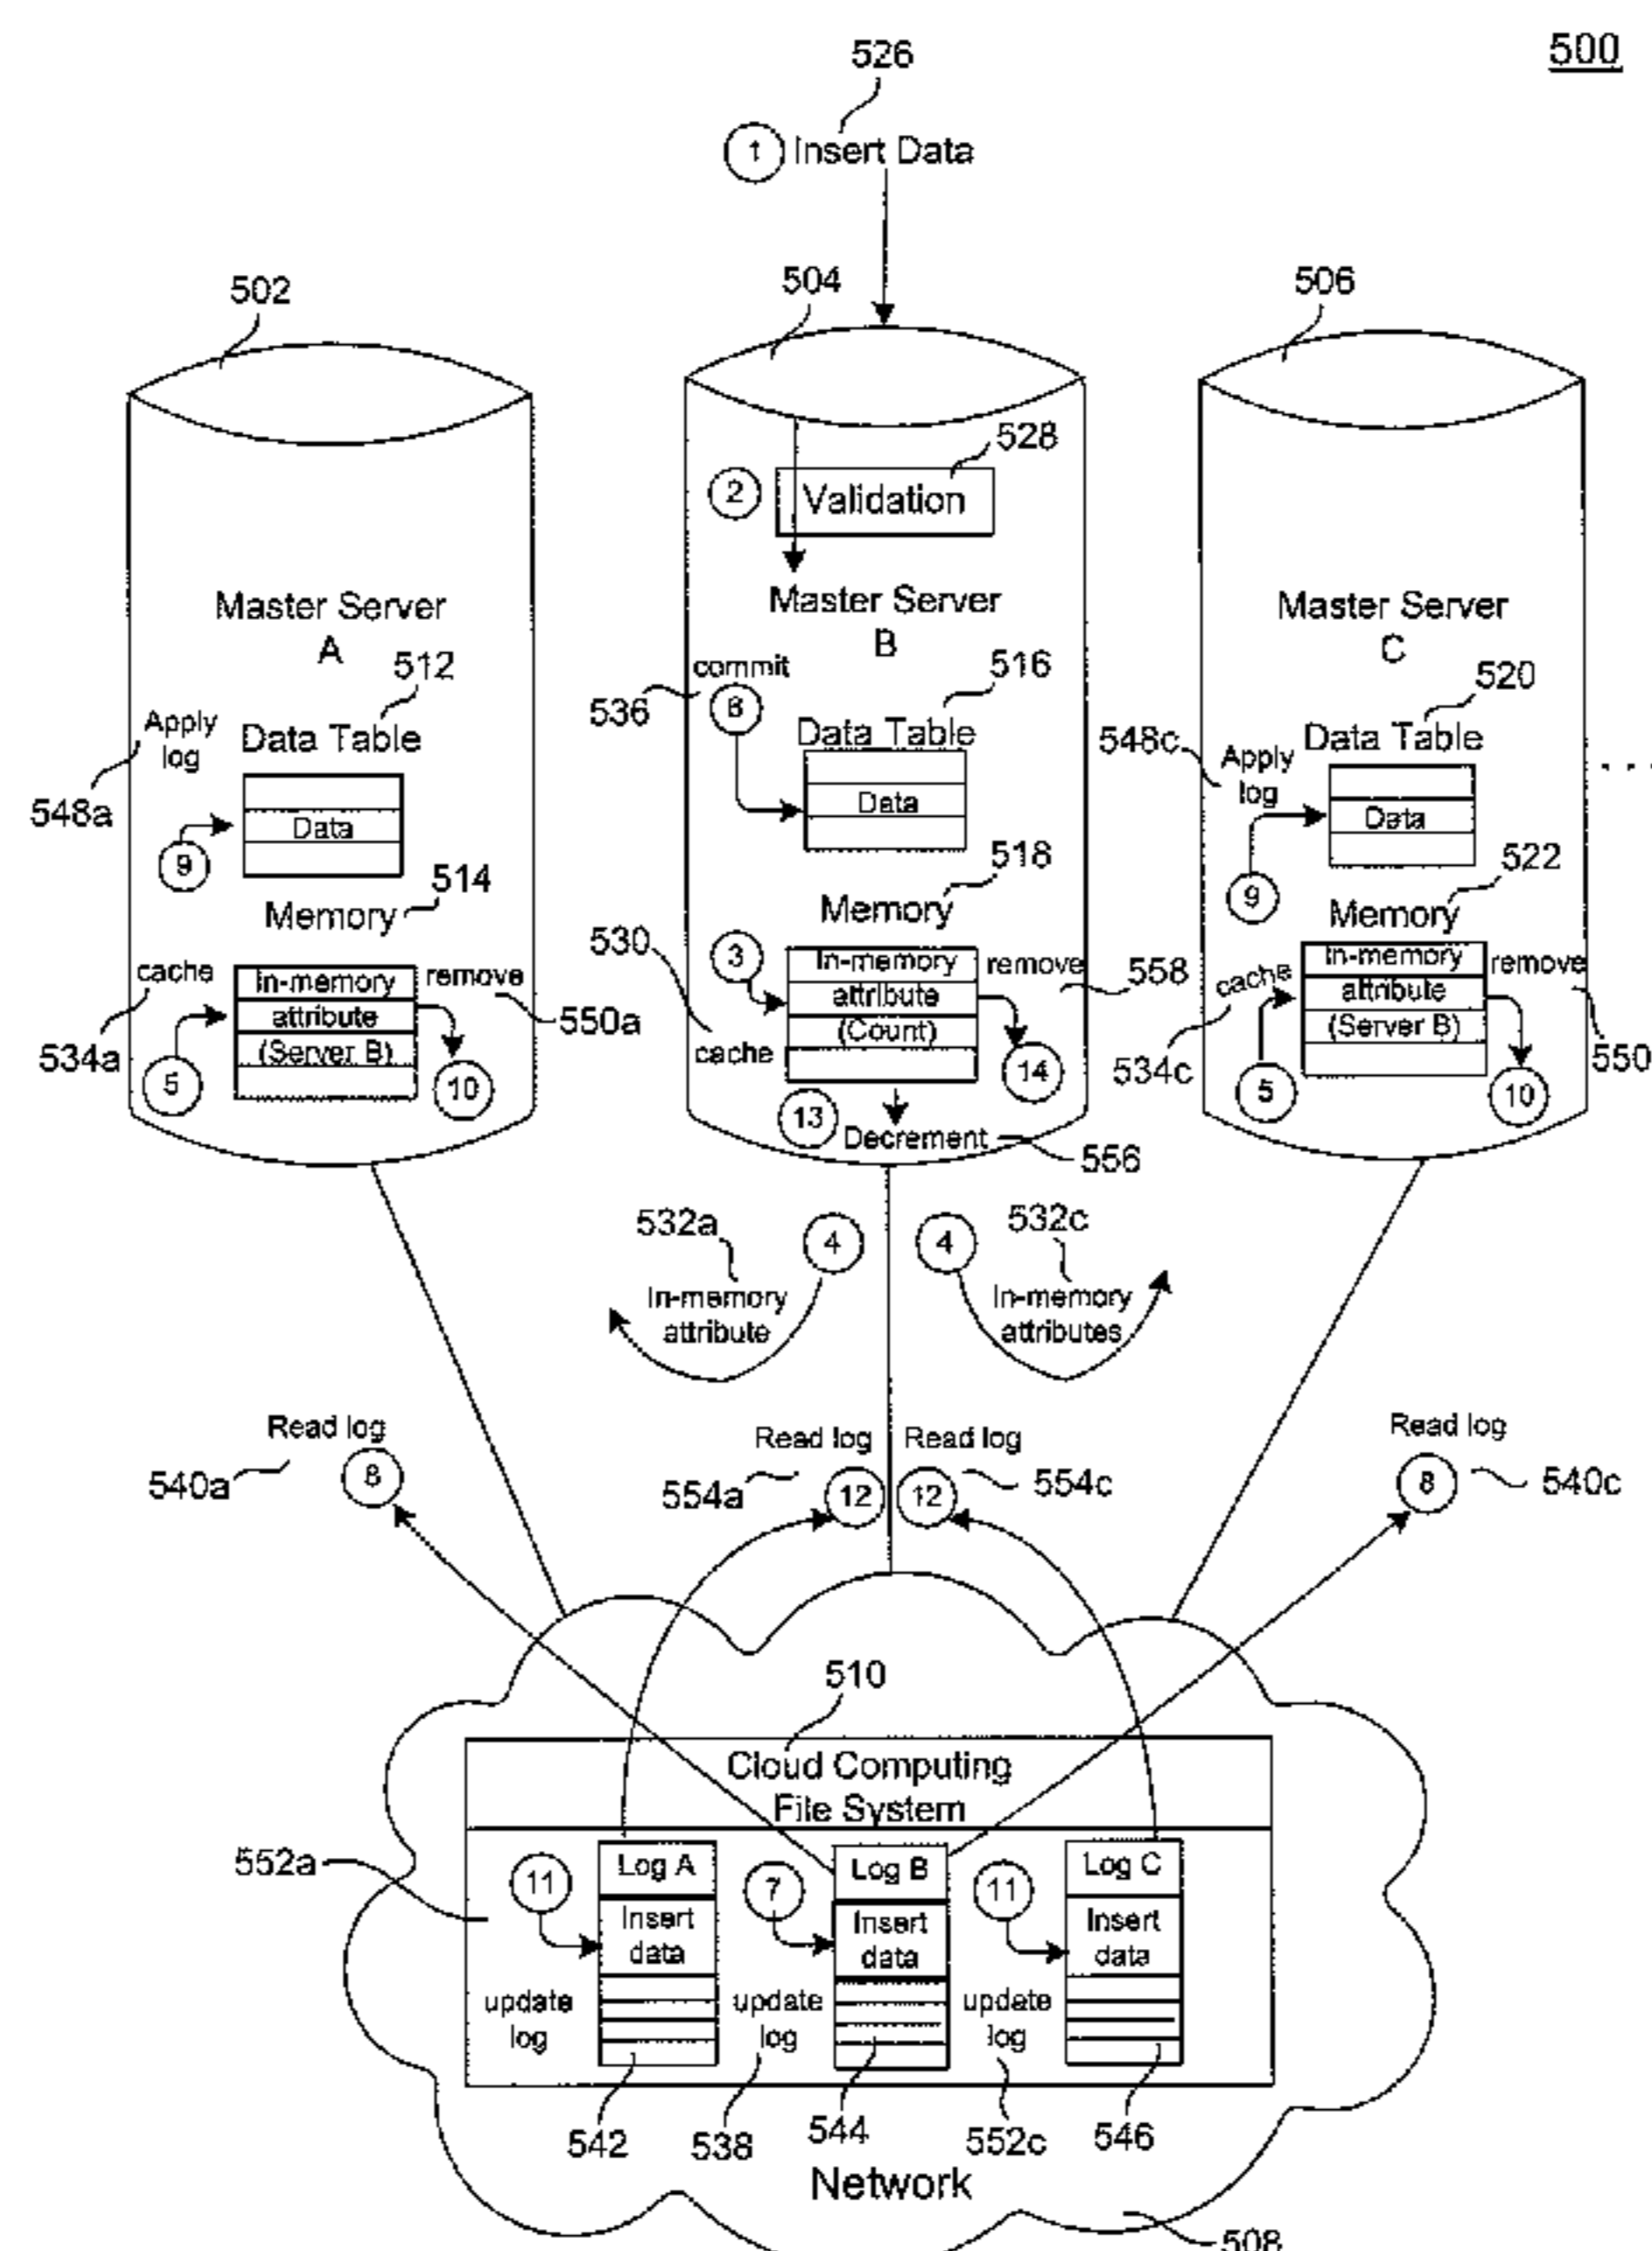 500
526
1 Insert Data
502
504
506
528
2 Validation
Master Server
A
Master Server
B
Master Server
C
512
commit
516
520
536
6
Apply
log
Data Table
Data Table
548c
Apply
log
Data Table
. . .
548a
9
Data
Data
9
Data
514
518
522
Memory
Memory
Memory
530
3
cache
In-memory
attribute
(Server B)
remove
550a
534a
5
10
In-memory
attribute
(Count)
remove
558
cache
14
13
Decrement
556
cache
In-memory
attribute
(Server B)
remove
550
534c
5
10
532a
4
4
532c
In-memory
attribute
In-memory
attributes
Read log
540a
8
Read log
Read log
554a
12
12
554c
Read log
8
540c
510
Cloud Computing
File System
552a
11
Log A
7
Log B
11
Log C
Insert
data
Insert
data
Insert
data
update
log
update
log
update
log
542
538
544
552c
546
Network
508